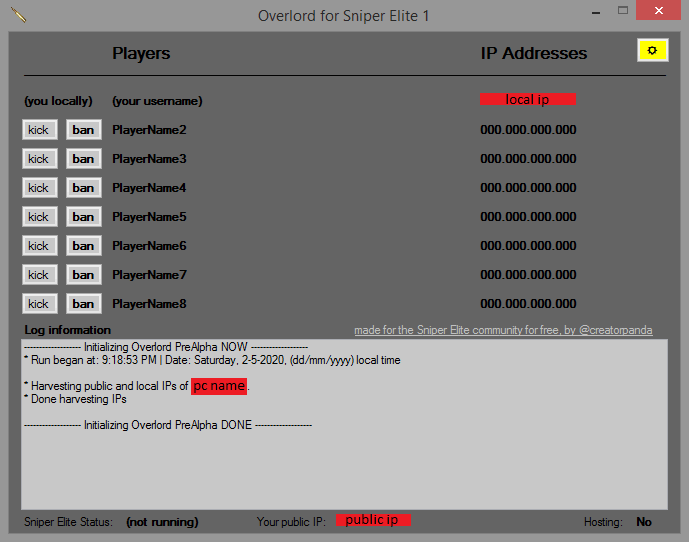 Overlord for Sniper Elite 1
Players IP Addresses
(you locally) (your username) local ip
kick ban PlayerName2 000.000.000.000
kick ban PlayerName3 000.000.000.000
kick ban PlayerName4 000.000.000.000
kick ban PlayerName5 000.000.000.000
kick ban PlayerName6 000.000.000.000
kick ban PlayerName7 000.000.000.000
kick ban PlayerName8 000.000.000.000
Log information made for the Sniper Elite community for free, by @creatorpanda
------------------- Initializing Overlord PreAlpha NOW -------------------
* Run began at: 9:18:53 PM | Date: Saturday, 2-5-2020, (dd/mm/yyyy) local time
* Harvesting public and local IPs of pc name.
* Done harvesting IPs
------------------- Initializing Overlord PreAlpha DONE -------------------
Sniper Elite Status: (not running) Your public IP: public ip Hosting: No